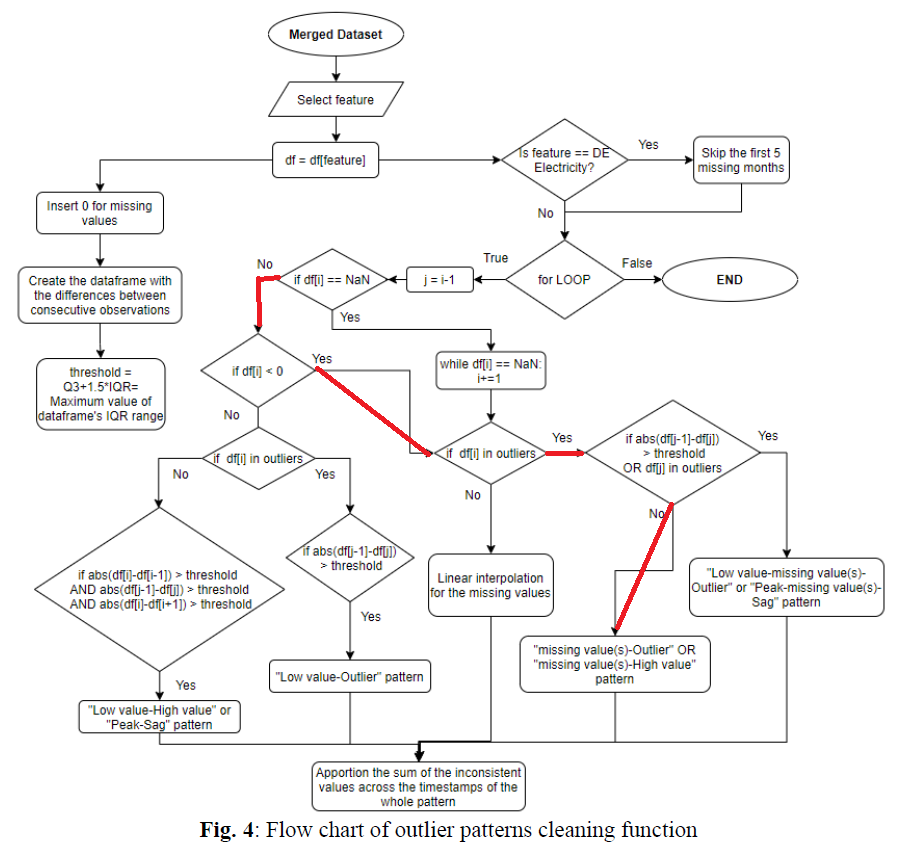 Merged Dataset
Select feature
df = df[feature]
Is feature == DE
Electricity?
Yes
Skip the first 5
missing months
No
Insert 0 for missing
values
Create the dataframe with
the differences between
consecutive observations
threshold =
Q3+1.5*IQR=
Maximum value of
dataframe's IQR range
for LOOP
True
False
END
j = i-1
if df[i] == NaN
No
Yes
while df[i] == NaN:
i+=1
if df[i] < 0
Yes
No
if df[i] in outliers
Yes
No
if abs(df[j-1]-df[j])
> threshold
OR df[j] in outliers
Yes
No
if df[i] in outliers
No
Yes
if abs(df[i]-df[i-1]) > threshold
AND abs(df[j-1]-df[j]) > threshold
AND abs(df[i]-df[i+1]) > threshold
Yes
if abs(df[j-1]-df[j])
> threshold
Yes
Linear interpolation
for the missing values
"Low value-missing value(s)-
Outlier" or "Peak-missing value(s)-
Sag" pattern
"missing value(s)-Outlier" OR
"missing value(s)-High value"
pattern
"Low value-Outlier" pattern
"Low value-High value" or
"Peak-Sag" pattern
Apportion the sum of the inconsistent
values across the timestamps of the
whole pattern
Fig. 4: Flow chart of outlier patterns cleaning function